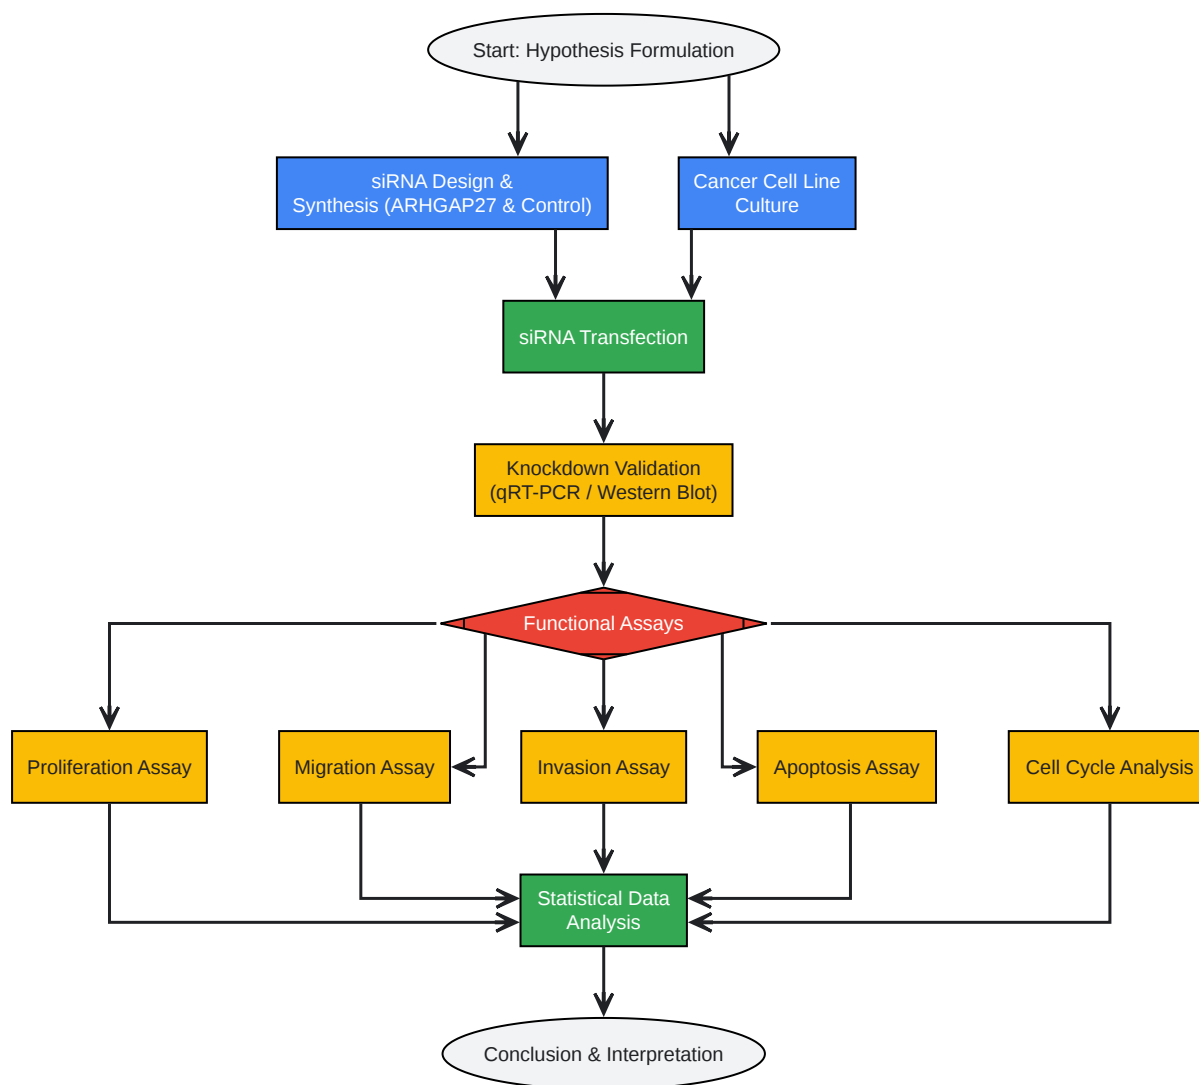 Start: Hypothesis Formulation
siRNA Design &
Synthesis (ARHGAP27 & Control)
Cancer Cell Line
Culture
siRNA Transfection
Knockdown Validation
(qRT-PCR / Western Blot)
Functional Assays
Proliferation Assay
Migration Assay
Invasion Assay
Apoptosis Assay
Cell Cycle Analysis
Statistical Data
Analysis
Conclusion & Interpretation